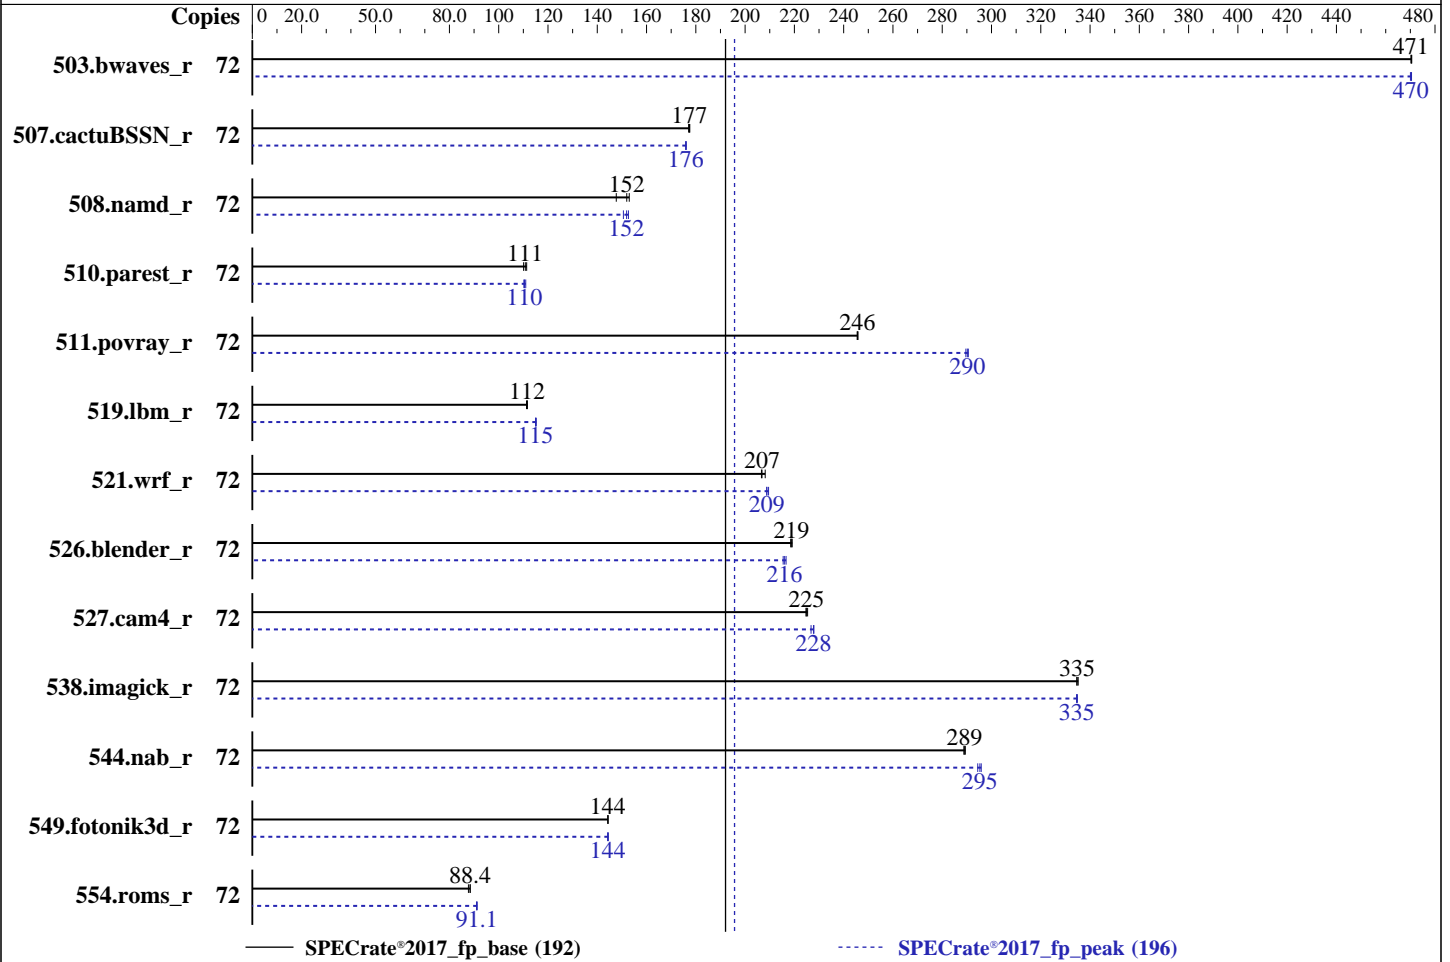 Copies 0 20.0 50.0 80.0 100 120 140 160 180 200 220 240 260 280 300 320 340 360 380 400 420 440 480
503.bwaves_r 72 471
470
507.cactuBSSN_r 72 177
176
508.namd_r 72 152
152
510.parest_r 72 111
110
511.povray_r 72 246
290
519.lbm_r 72 112
115
521.wrf_r 72 207
209
526.blender_r 72 219
216
527.cam4_r 72 225
228
538.imagick_r 72 335
335
544.nab_r 72 289
295
549.fotonik3d_r 72 144
144
554.roms_r 72 88.4
91.1
SPECrate®2017_fp_base (192) SPECrate®2017_fp_peak (196)